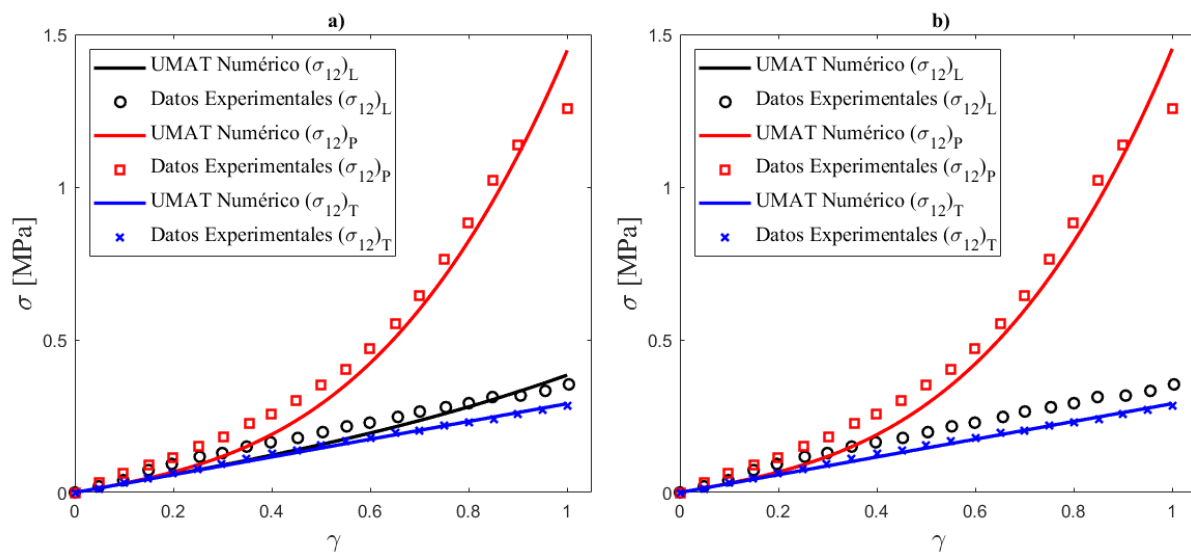 a)
1.5
1
0.5
0
σ [MPa]
UMAT Numérico (σ12)L
Datos Experimentales (σ12)L
UMAT Numérico (σ12)P
Datos Experimentales (σ12)P
UMAT Numérico (σ12)T
Datos Experimentales (σ12)T
0 0.2 0.4 0.6 0.8 1
γ
b)
1.5
1
0.5
0
σ [MPa]
UMAT Numérico (σ12)L
Datos Experimentales (σ12)L
UMAT Numérico (σ12)P
Datos Experimentales (σ12)P
UMAT Numérico (σ12)T
Datos Experimentales (σ12)T
0 0.2 0.4 0.6 0.8 1
γ